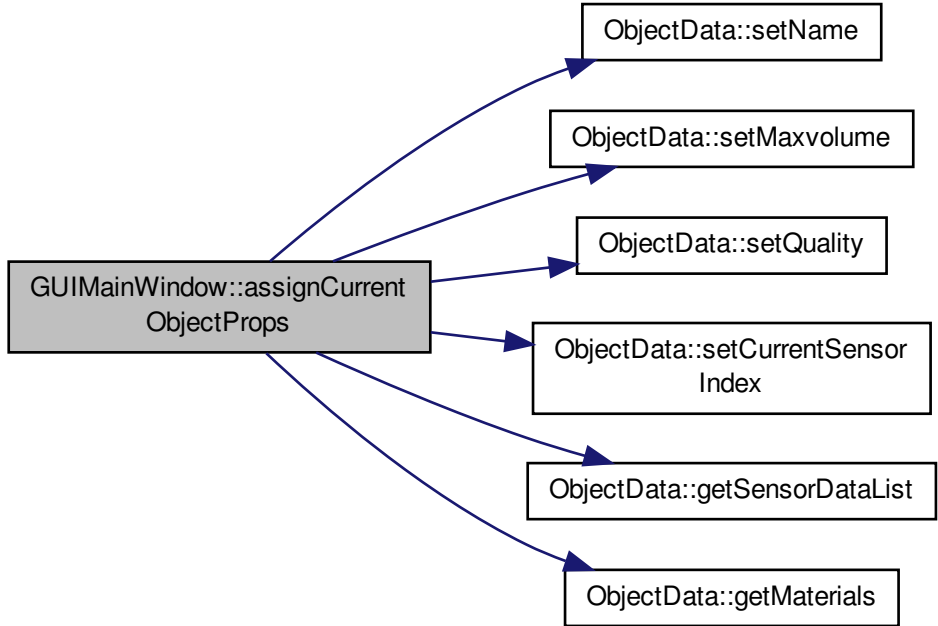 ObjectData::setName
ObjectData::setMaxvolume
ObjectData::setQuality
GUIMainWindow::assignCurrent
ObjectProps
ObjectData::setCurrentSensor
Index
ObjectData::getSensorDataList
ObjectData::getMaterials